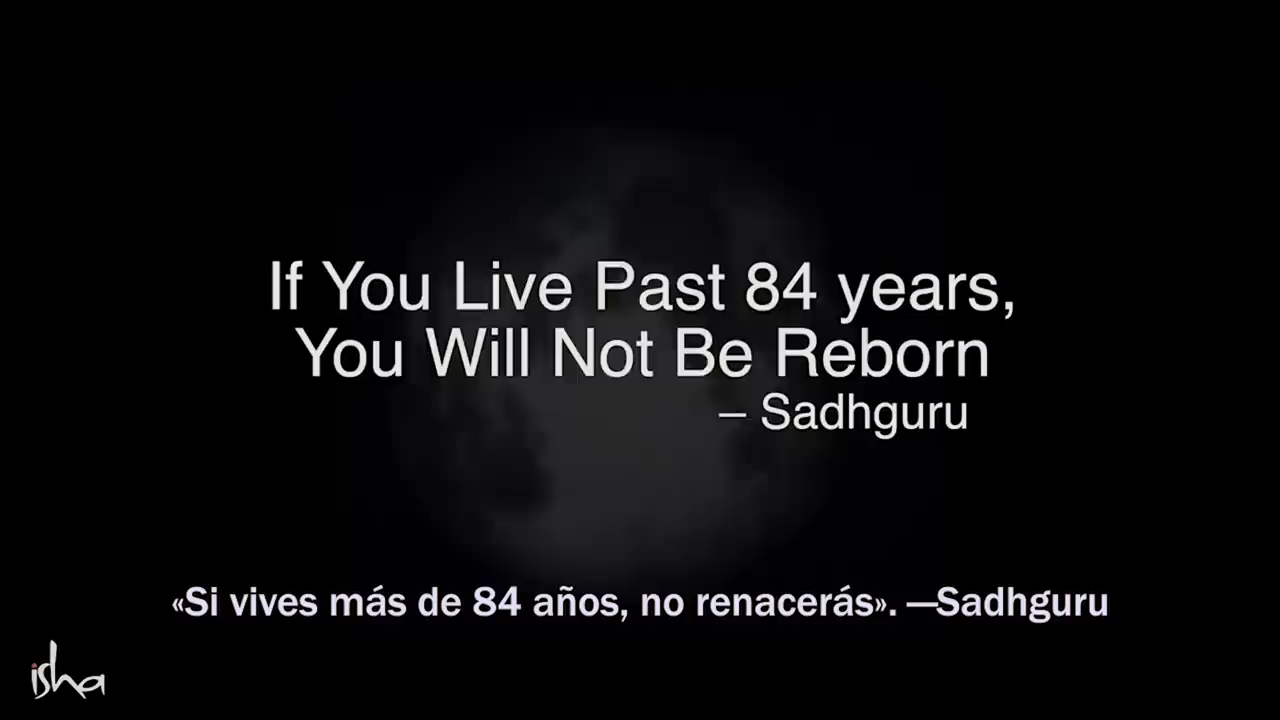 If You Live Past 84 years,
You Will Not Be Reborn
– Sadhguru
«Si vives más de 84 años, no renacerás». —Sadhguru
isha